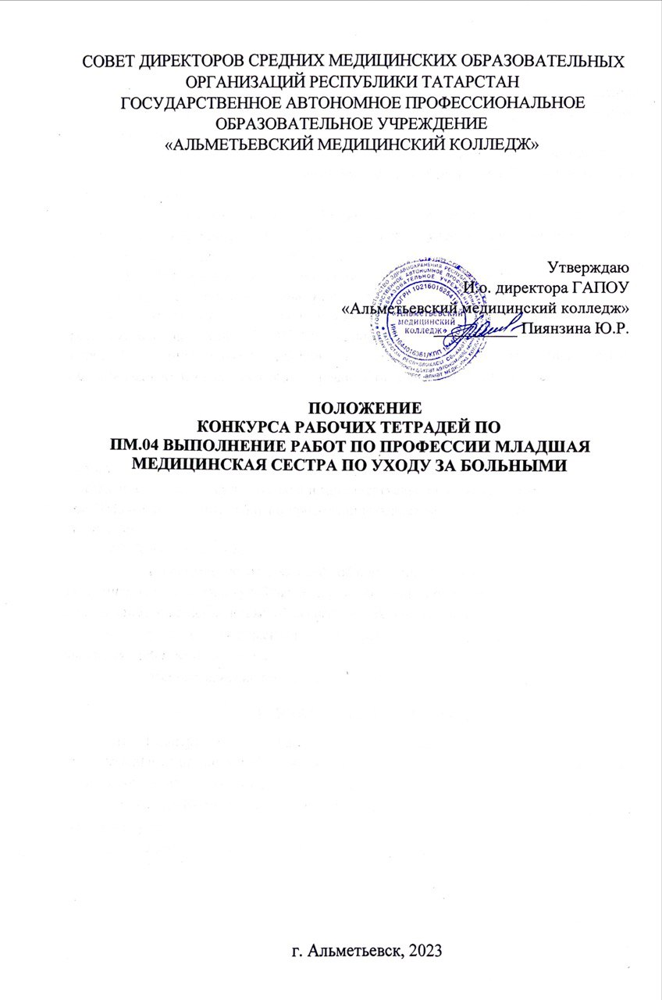 СОВЕТ ДИРЕКТОРОВ СРЕДНИХ МЕДИЦИНСКИХ ОБРАЗОВАТЕЛЬНЫХ
ОРГАНИЗАЦИЙ РЕСПУБЛИКИ ТАТАРСТАН
ГОСУДАРСТВЕННОЕ АВТОНОМНОЕ ПРОФЕССИОНАЛЬНОЕ
ОБРАЗОВАТЕЛЬНОЕ УЧРЕЖДЕНИЕ
«АЛЬМЕТЬЕВСКИЙ МЕДИЦИНСКИЙ КОЛЛЕДЖ»
Утверждаю
И.о. директора ГАПОУ
«Альметьевский медицинский колледж»
Пиянзина Ю.Р.
«Альметьевский
медицинский
колледж»
ПОЛОЖЕНИЕ
КОНКУРСА РАБОЧИХ ТЕТРАДЕЙ ПО
ПМ.04 ВЫПОЛНЕНИЕ РАБОТ ПО ПРОФЕССИИ МЛАДШАЯ
МЕДИЦИНСКАЯ СЕСТРА ПО УХОДУ ЗА БОЛЬНЫМИ
г. Альметьевск, 2023